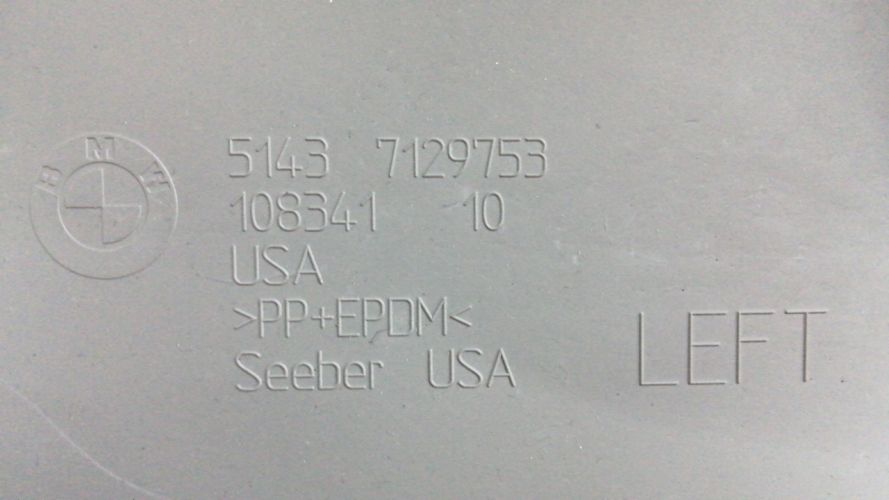 BMW
5143 7129753
108341 10
USA
>PP+EPDM<
Seeber USA
LEFT